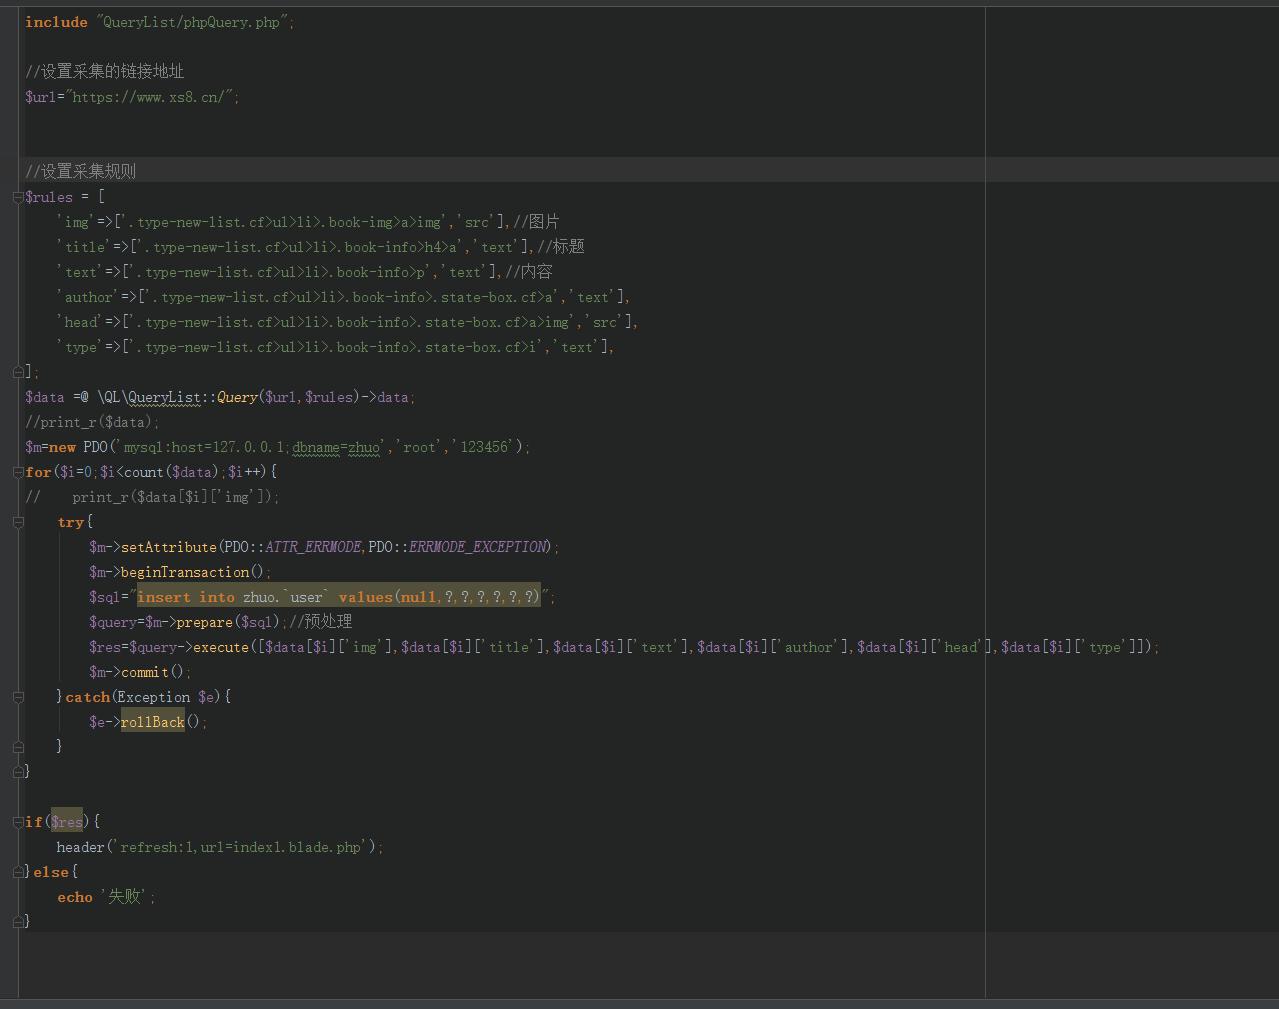 include "QueryList/phpQuery.php";
//设置采集的链接地址
$url="https://www.xs8.cn/";
//设置采集规则
$rules = [
'img'=>['.type-new-list.cf>ul>li>.book-img>a>img','src'],//图片
'title'=>['.type-new-list.cf>ul>li>.book-info>h4>a','text'],//标题
'text'=>['.type-new-list.cf>ul>li>.book-info>p','text'],//内容
'author'=>['.type-new-list.cf>ul>li>.book-info>.state-box.cf>a','text'],
'head'=>['.type-new-list.cf>ul>li>.book-info>.state-box.cf>a>img','src'],
'type'=>['.type-new-list.cf>ul>li>.book-info>.state-box.cf>i','text'],
];
$data =@ \QL\QueryList::Query($url,$rules)->data;
//print_r($data);
$m=new PDO('mysql:host=127.0.0.1;dbname=zhuo','root','123456');
for($i=0;$i<count($data);$i++){
//    print_r($data[$i]['img']);
try{
$m->setAttribute(PDO::ATTR_ERRMODE,PDO::ERRMODE_EXCEPTION);
$m->beginTransaction();
$sql="insert into zhuo.`user` values(null,?,?,?,?,?,?)";
$query=$m->prepare($sql);//预处理
$res=$query->execute([$data[$i]['img'],$data[$i]['title'],$data[$i]['text'],$data[$i]['author'],$data[$i]['head'],$data[$i]['type']]);
$m->commit();
}catch(Exception $e){
$e->rollBack();
}
}
if($res){
header('refresh:1,url=index1.blade.php');
}else{
echo '失败';
}